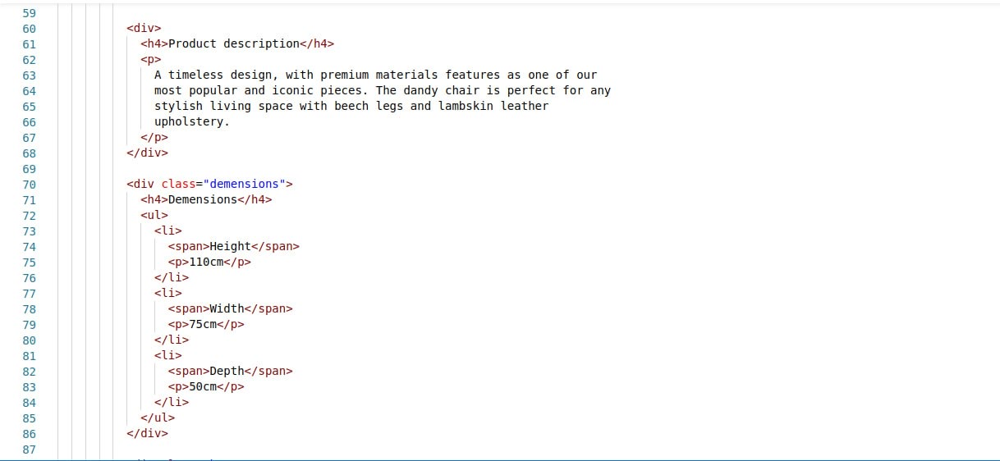 59
60 <div>
61 <h4>Product description</h4>
62 <p>
63 A timeless design, with premium materials features as one of our
64 most popular and iconic pieces. The dandy chair is perfect for any
65 stylish living space with beech legs and lambskin leather
66 upholstery.
67 </p>
68 </div>
69
70 <div class="demensions">
71 <h4>Demensions</h4>
72 <ul>
73 <li>
74 <span>Height</span>
75 <p>110cm</p>
76 </li>
77 <li>
78 <span>Width</span>
79 <p>75cm</p>
80 </li>
81 <li>
82 <span>Depth</span>
83 <p>50cm</p>
84 </li>
85 </ul>
86 </div>
87